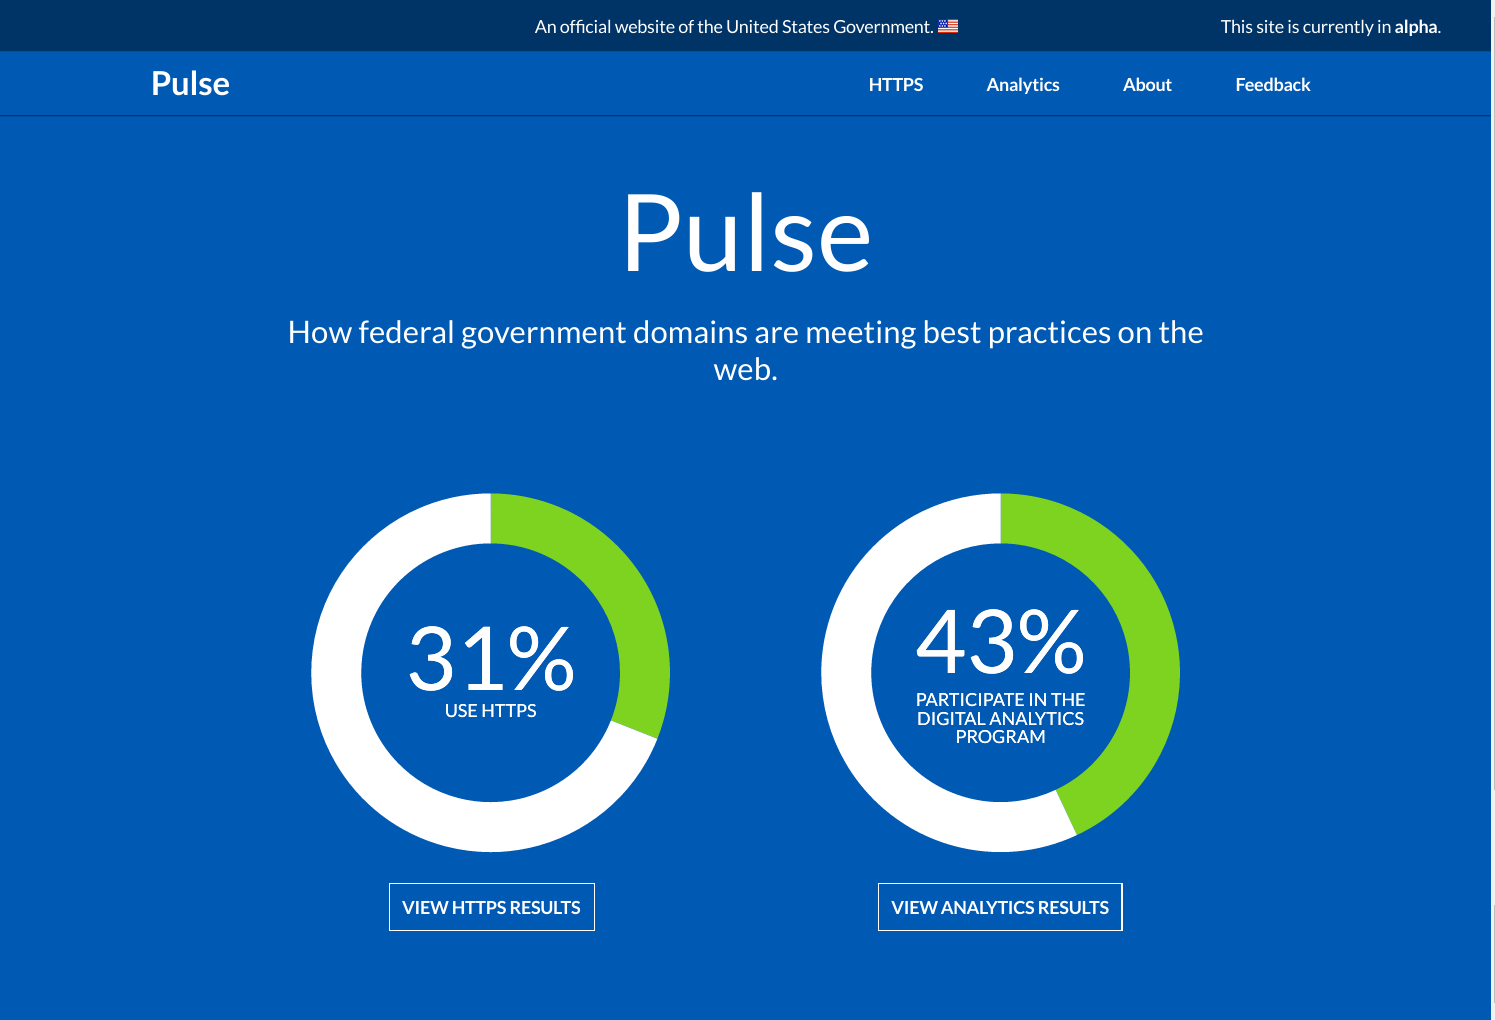 An official website of the United States Government.
This site is currently in alpha.
Pulse
HTTPS
Analytics
About
Feedback
Pulse
How federal government domains are meeting best practices on the
web.
31%
USE HTTPS
43%
PARTICIPATE IN THE
DIGITAL ANALYTICS
PROGRAM
VIEW HTTPS RESULTS
VIEW ANALYTICS RESULTS